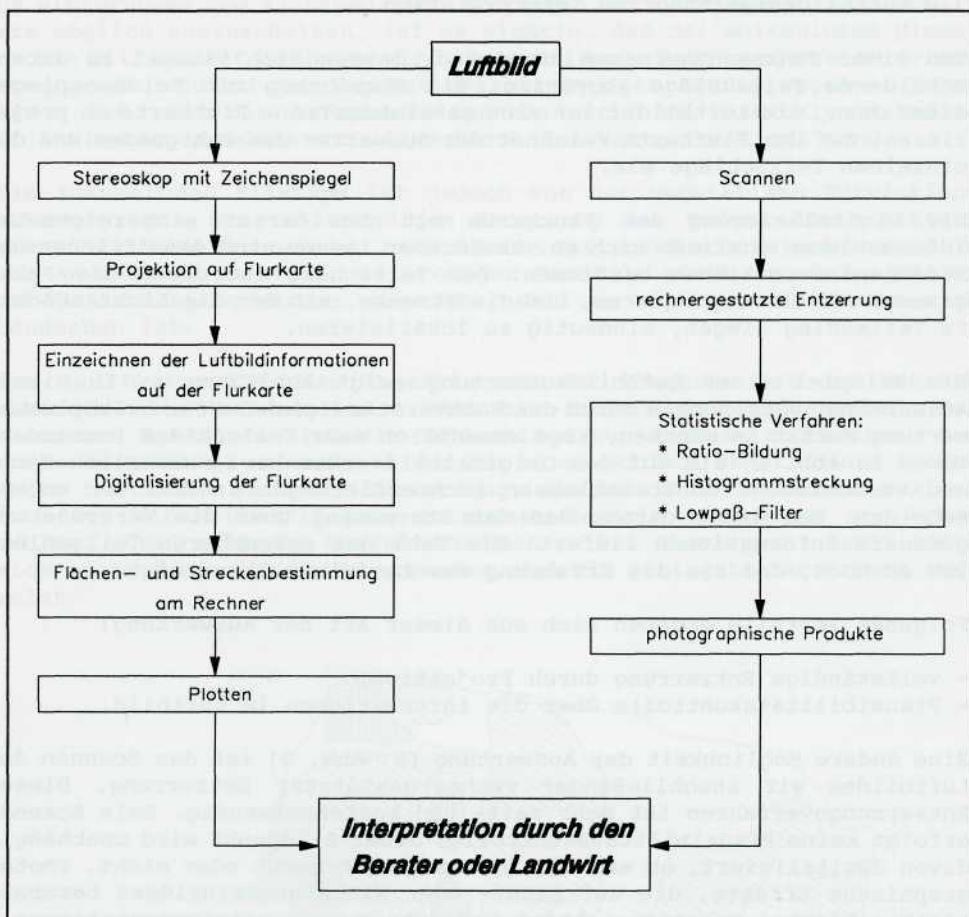 Luftbild
Stereoskop mit Zeichenspiegel
Projektion auf Flurkarte
Einzeichnen der Luftbildinformationen
auf der Flurkarte
Digitalisierung der Flurkarte
Flächen- und Streckenbestimmung
am Rechner
Plotten
Scannen
rechnergestützte Entzerrung
Statistische Verfahren:
* Ratio-Bildung
* Histogrammstreckung
* Lowpaß-Filter
photographische Produkte
Interpretation durch den
Berater oder Landwirt